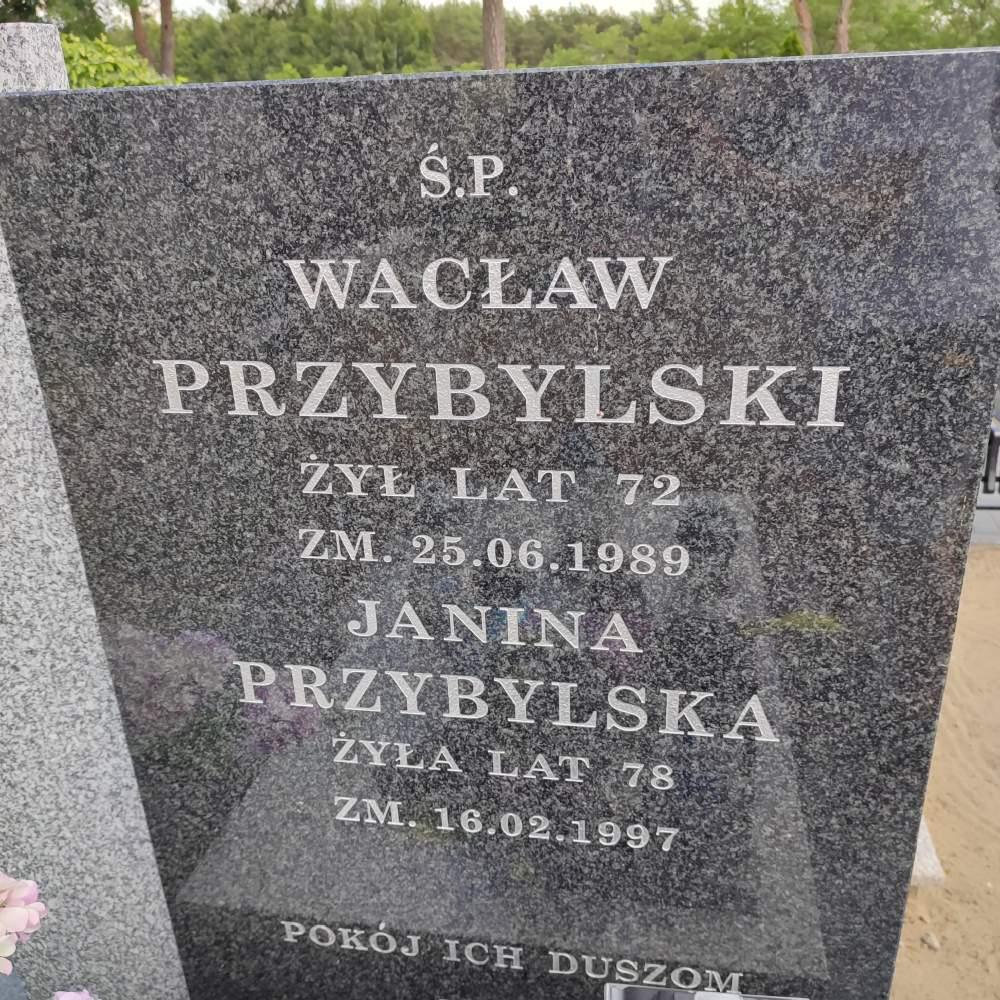 Ś.P.
WACŁAW
PRZYBYLSKI
ŻYŁ LAT 72
ZM. 25.06.1989
JANINA
PRZYBYLSKA
ŻYŁA LAT 78
ZM. 16.02.1997
POKÓJ ICH DUSZOM